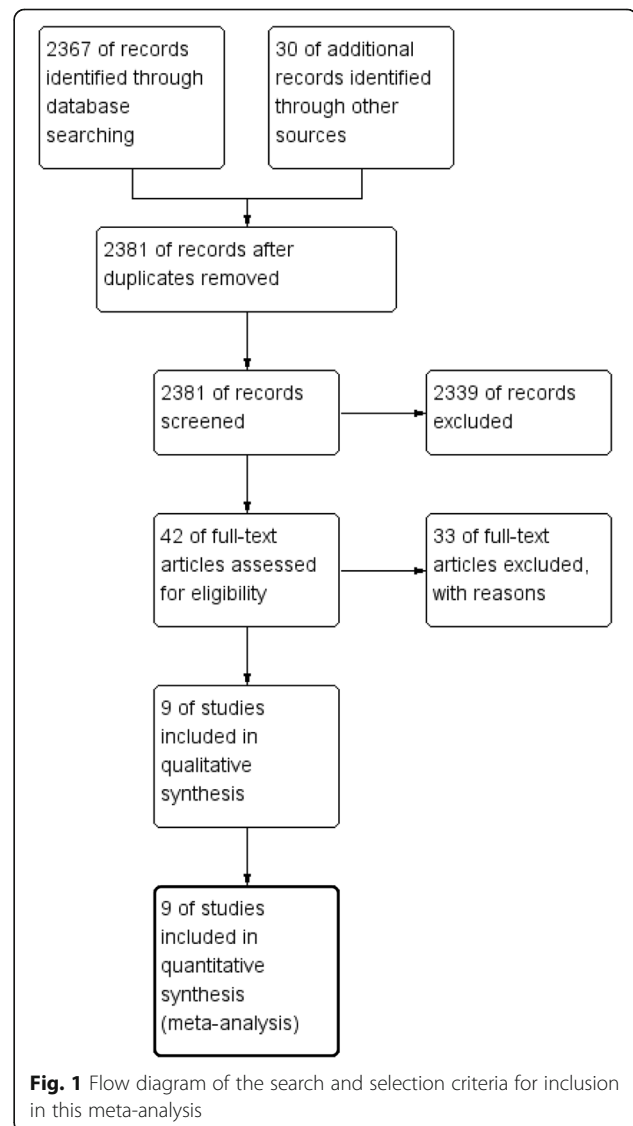 2367 of records
identified through
database
searching
30 of additional
records identified
through other
sources
2381 of records after
duplicates removed
2381 of records
screened
2339 of records
excluded
42 of full-text
articles assessed
for eligibility
33 of full-text
articles excluded,
with reasons
9 of studies
included in
qualitative
synthesis
9 of studies
included in
quantitative
synthesis
(meta-analysis)
Fig. 1 Flow diagram of the search and selection criteria for inclusion
in this meta-analysis